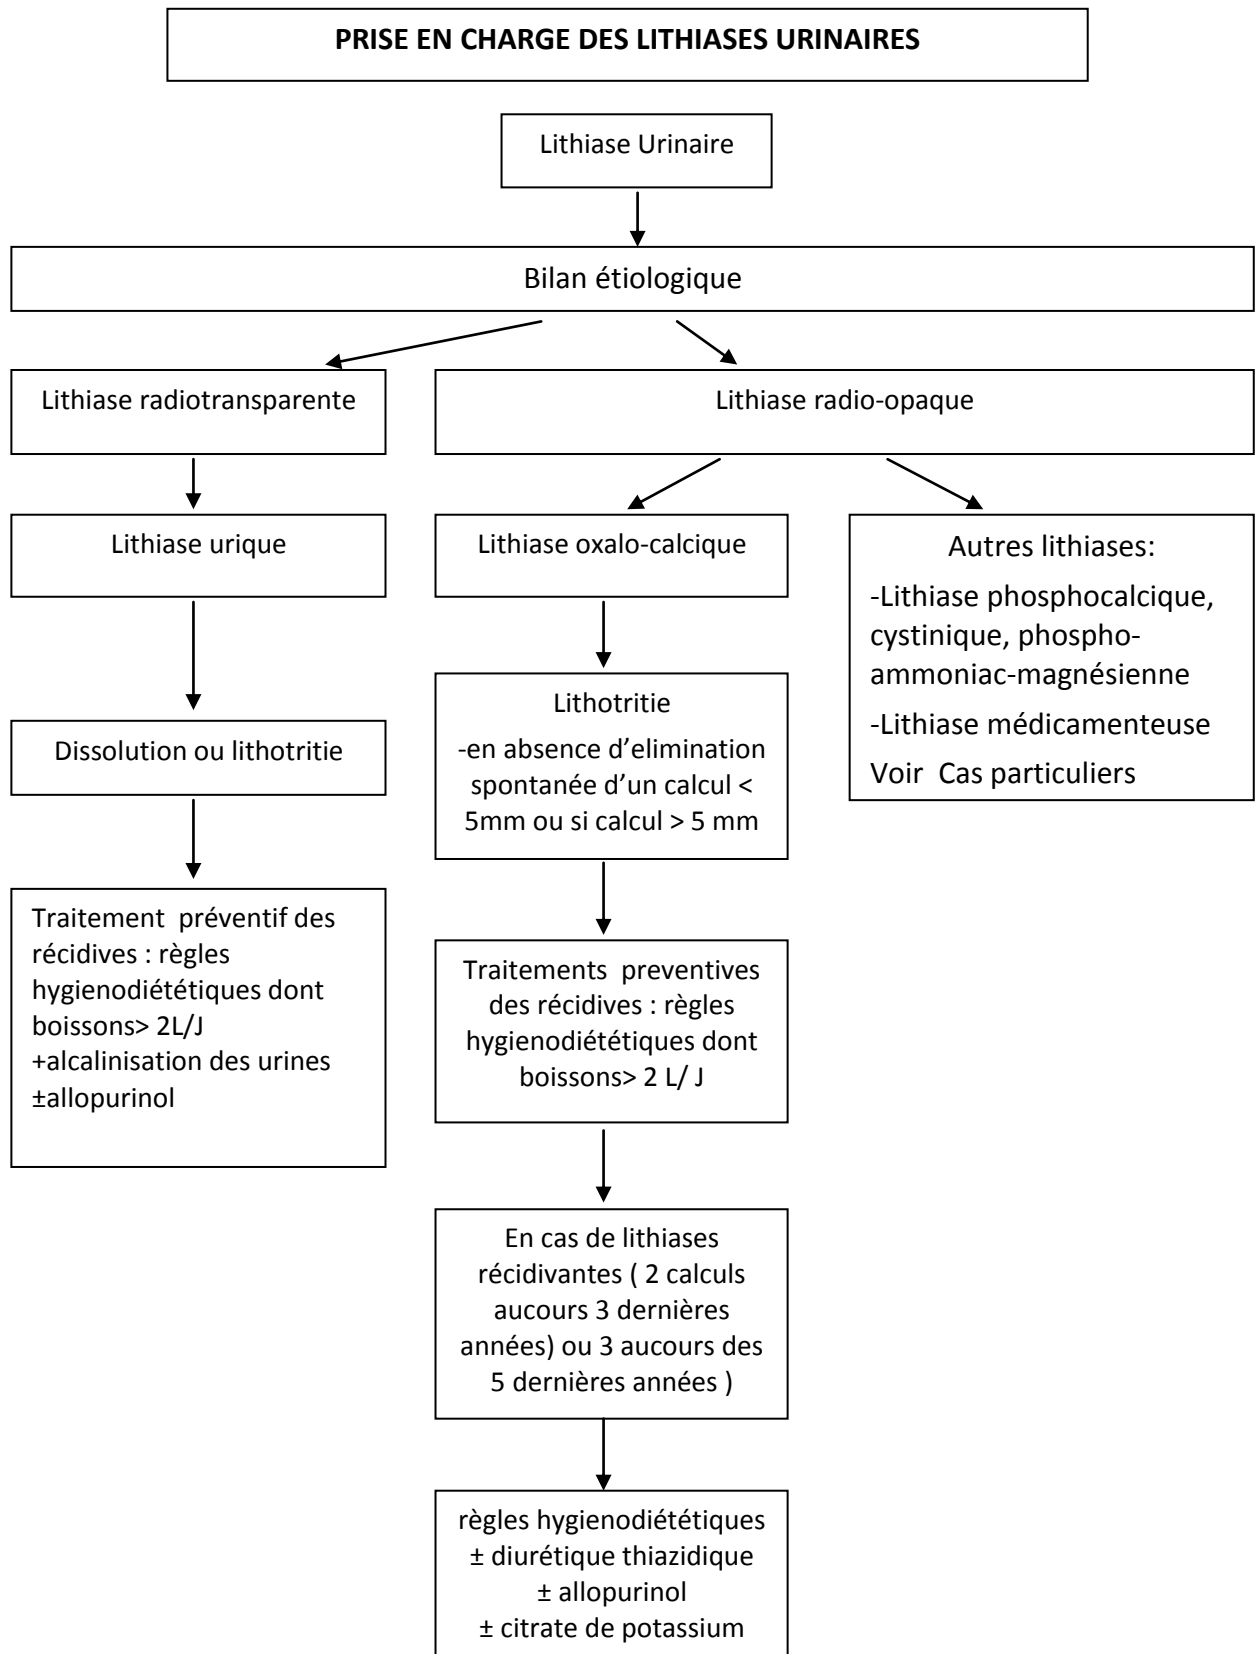 PRISE EN CHARGE DES LITHIASES URINAIRES
Lithiase Urinaire
Bilan étiologique
Lithiase radiotransparente
Lithiase radio-opaque
Lithiase urique
Lithiase oxalo-calcique
Autres lithiases:
-Lithiase phosphocalcique,
cystinique, phospho-
ammoniac-magnésienne
-Lithiase médicamenteuse
Voir Cas particuliers
Dissolution ou lithotritie
Lithotritie
-en absence d’elimination
spontanée d’un calcul <
5mm ou si calcul > 5 mm
Traitement préventif des
récidives : règles
hygienodiététiques dont
boissons> 2L/J
+alcalinisation des urines
±allopurinol
Traitements preventives
des récidives : règles
hygienodiététiques dont
boissons> 2 L/ J
En cas de lithiases
récidivantes ( 2 calculs
aucours 3 dernières
années) ou 3 aucours des
5 dernières années )
règles hygienodiététiques
± diurétique thiazidique
± allopurinol
± citrate de potassium